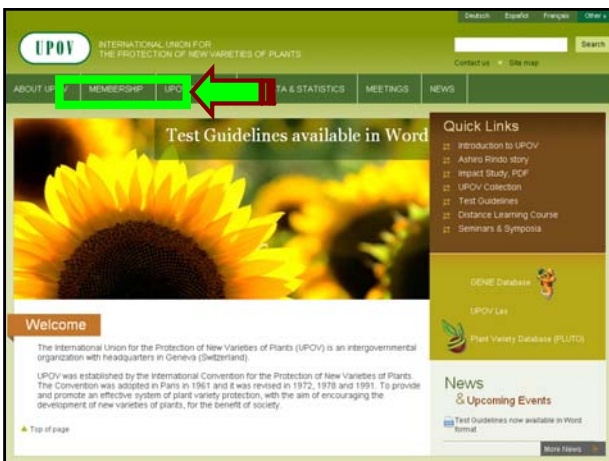 Deutsch Español Français Other
UPOV
INTERNATIONAL UNION FOR
THE PROTECTION OF NEW VARIETIES OF PLANTS
Search
Contact us Site map
ABOUT UPOV MEMBERSHIP & STATISTICS MEETINGS NEWS
Test Guidelines available in Word
Quick Links
Introduction to UPOV
Ashiro Rindo story
Impact Study, PDF
UPOV Collection
Test Guidelines
Distance Learning Course
Seminars & Symposia
GENIE Database
UPOV Lex
Plant Variety Database (PLUTO)
Welcome
The International Union for the Protection of New Varieties of Plants (UPOV) is an intergovernmental
organization with headquarters in Geneva (Switzerland).
UPOV was established by the International Convention for the Protection of New Varieties of Plants.
The Convention was adopted in Paris in 1961 and it was revised in 1972, 1978 and 1991. To provide
and promote an effective system of plant variety protection, with the aim of encouraging the
development of new varieties of plants, for the benefit of society.
Top of page
News
& Upcoming Events
Test Guidelines now available in Word
format
More News